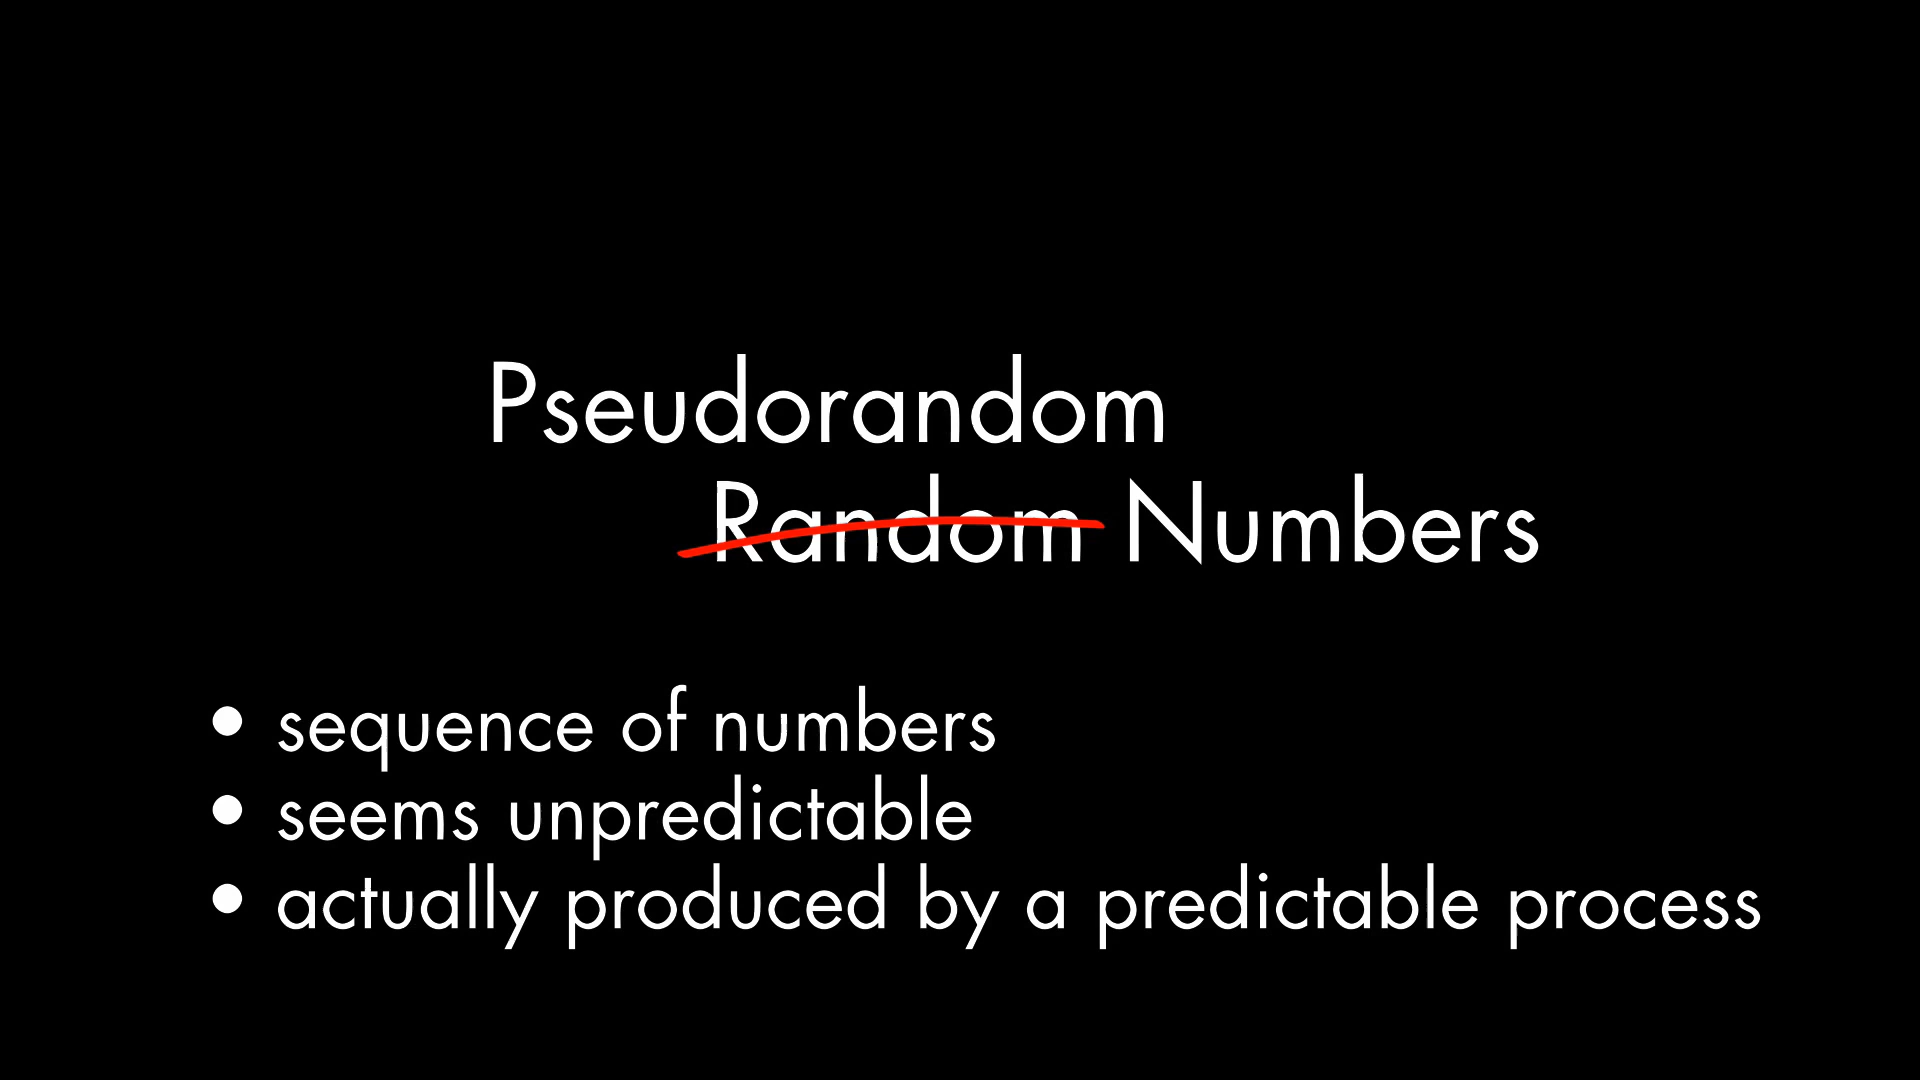 Pseudorandom
Random Numbers
• sequence of numbers
• seems unpredictable
• actually produced by a predictable process